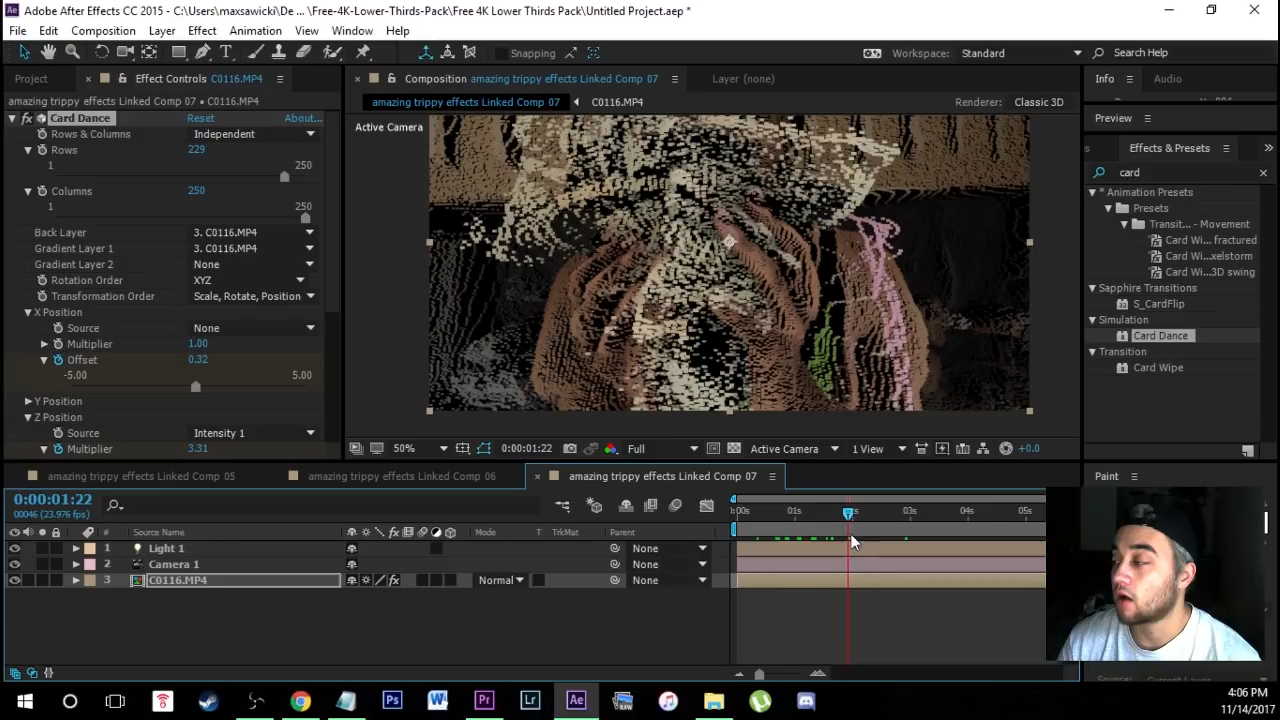 Adobe After Effects CC 2015 - C:\Users\maxsawicki\De ... \Free-4K-Lower-Thirds-Pack\Free 4K Lower Thirds Pack\Untitled Project.aep *
File Edit Composition Layer Effect Animation View Window Help
Snapping
Workspace: Standard
Search Help
Project
Effect Controls C0116.MP4
Composition amazing trippy effects Linked Comp 07
Layer (none)
Info
Audio
amazing trippy effects Linked Comp 07 • C0116.MP4
amazing trippy effects Linked Comp 07
C0116.MP4
Renderer: Classic 3D
Active Camera
Card Dance Reset About...
Rows & Columns Independent
Rows 229
1 250
Columns 250
1 250
Back Layer 3. C0116.MP4
Gradient Layer 1 3. C0116.MP4
Gradient Layer 2 None
Rotation Order XYZ
Transformation Order Scale, Rotate, Position
X Position
Source None
Multiplier 1.00
Offset 0.32
-5.00 5.00
Y Position
Z Position
Source Intensity 1
Multiplier 3.31
50% 0:00:01:22 Full Active Camera 1 View +0.0
Preview
Effects & Presets
card
* Animation Presets
Presets
Transit... - Movement
Card Wi... fractured
Card Wi...xelstorm
Card Wi...3D swing
Sapphire Transitions
S_CardFlip
Simulation
Card Dance
Transition
Card Wipe
Paint
amazing trippy effects Linked Comp 05
amazing trippy effects Linked Comp 06
amazing trippy effects Linked Comp 07
0:00:01:22
00046 (23.976 fps)
:00s 01s 03s 04s 05s
# Source Name Mode T TrkMat Parent
1 Light 1 None
2 Camera 1 None
3 C0116.MP4 Normal None
Ps W Pr Lr Ae RAW
4:06 PM
11/14/2017